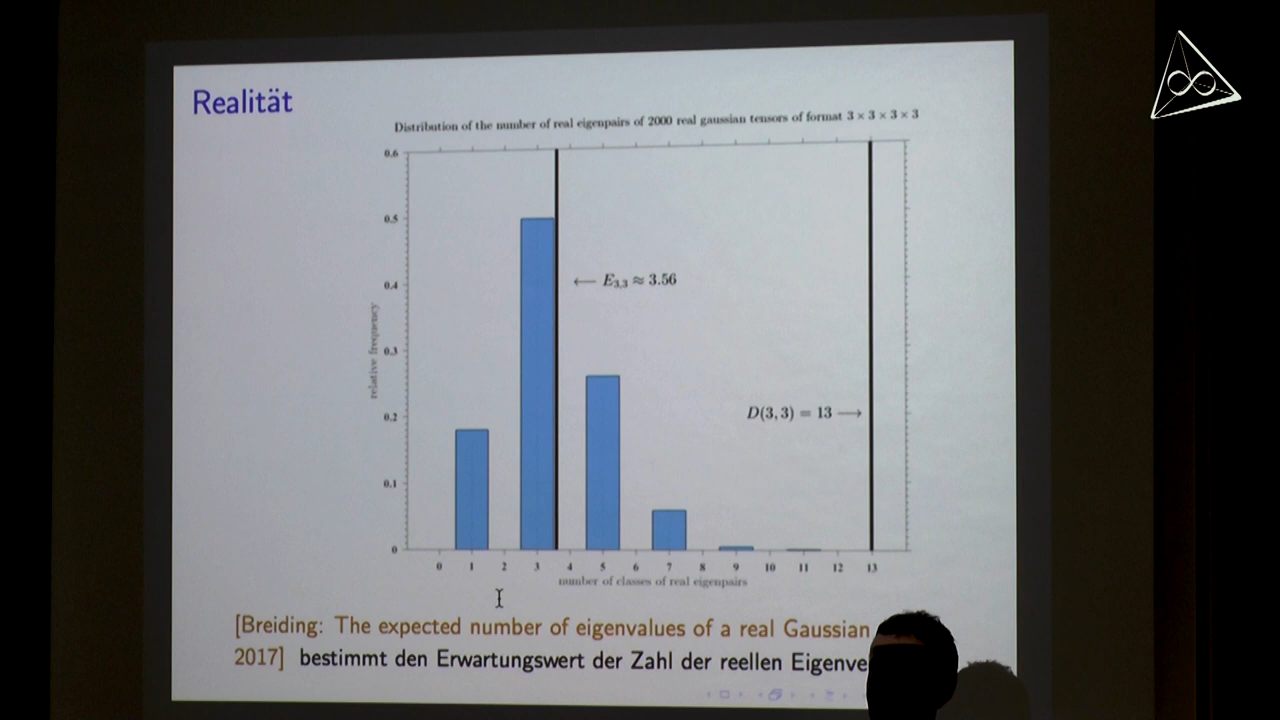 Realität
Distribution of the number of real eigenpairs of 2000 real gaussian tensors of format 3 × 3 × 3 × 3
0.6
0.5
← E3,3 ≈ 3.56
0.4
relative frequency
0.3
D(3, 3) = 13 →
0.2
0.1
0
0 1 2 3 4 5 6 7 8 9 10 11 12 13
number of classes of real eigenpairs
[Breiding: The expected number of eigenvalues of a real Gaussian
2017] bestimmt den Erwartungswert der Zahl der reellen Eigenve